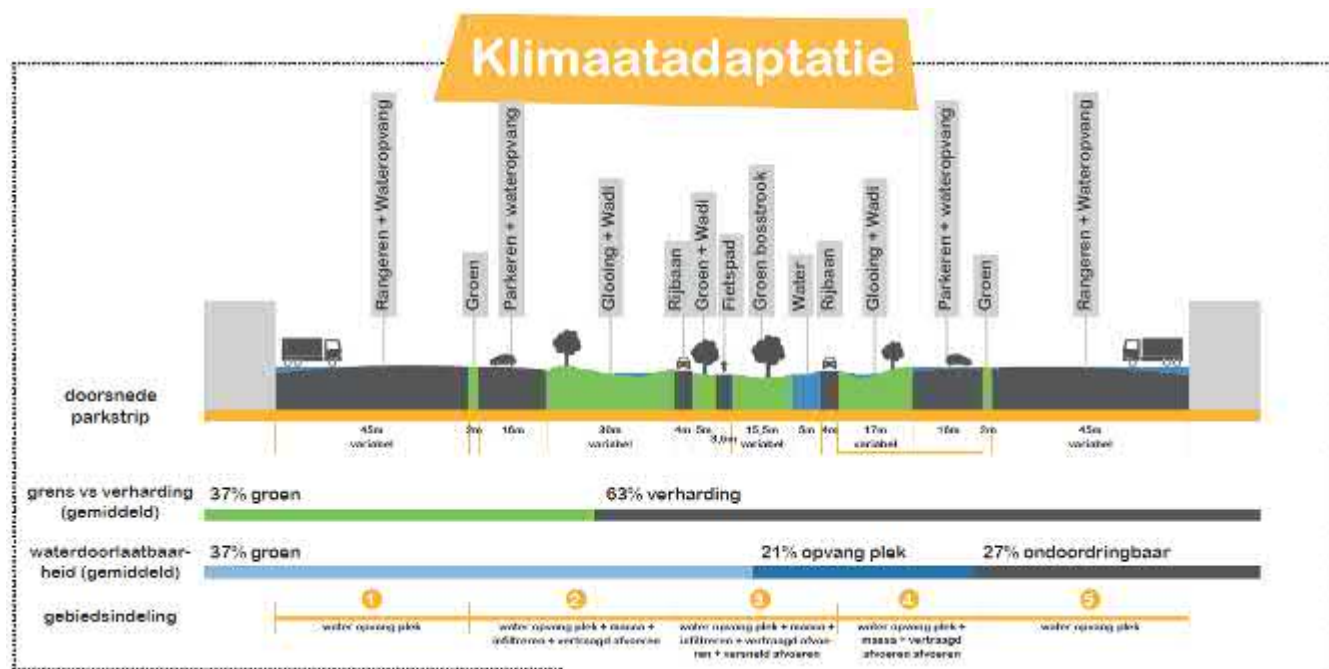 Klimaatadaptatie
Rangeren + Wateropvang
Groen
Parkeren + wateropvang
Glooing + Wadi
Rijbaan
Groen + Wadi
Fietspad
Groen bosstrook
Water
Rijbaan
Glooing + Wadi
Parkeren + wateropvang
Groen
Rangeren + Wateropvang
doorsnede
parkstrip
45m
variabel
2m
16m
30m
variabel
4m
5m
15,5m
variabel
5m
4m
17m
variabel
16m
2m
45m
variabel
grens vs verharding
(gemiddeld)
37% groen
63% verharding
waterdoorlaatbaar-
heid (gemiddeld)
37% groen
21% opvang plek
27% ondoordringbaar
gebiedsindeling
1
water opvang plek
2
water opvang plek + massa +
infiltreren + vertraagd afvoeren
3
water opvang plek + massa +
infiltreren + vertraagd afvoe-
ren + versneld afvoeren
4
water opvang plek +
massa + vertraagd
afvoeren afvoeren
5
water opvang plek